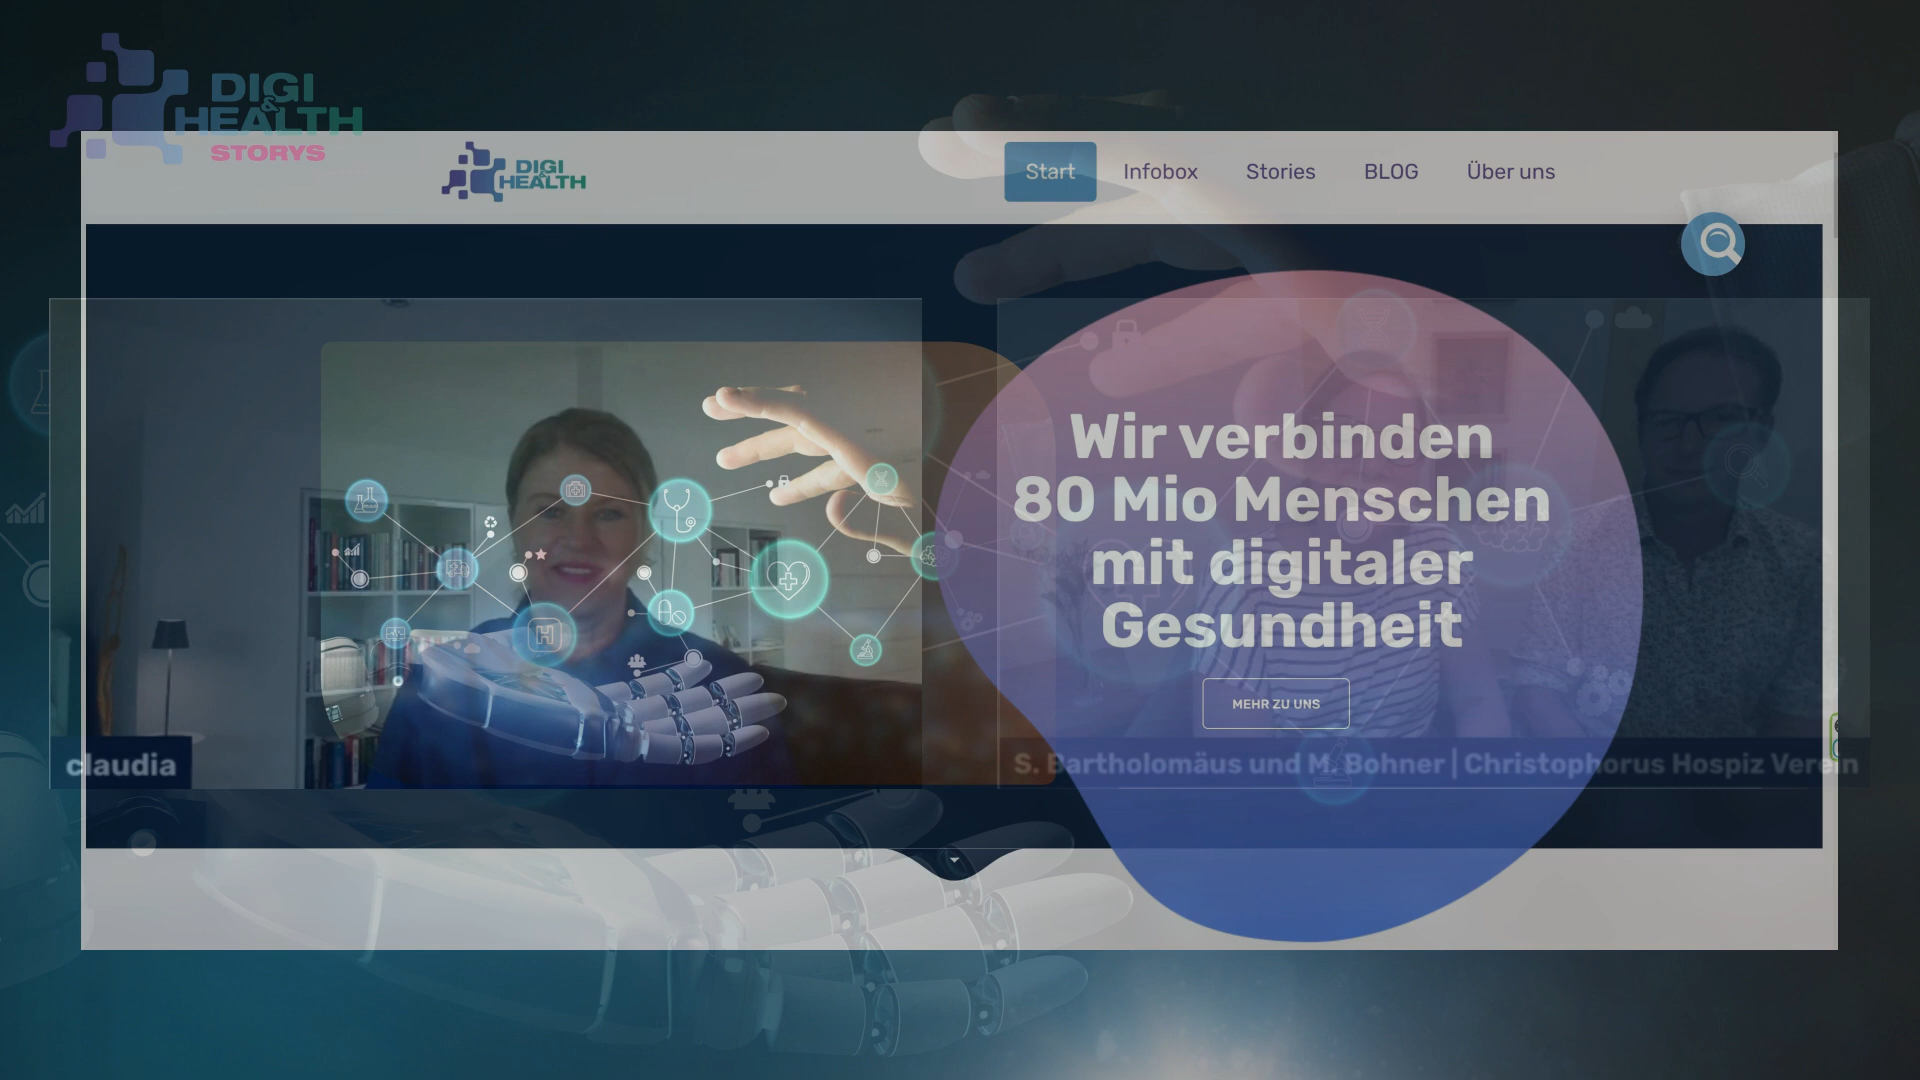 DIGI
&
HEALTH
STORYS
DIGI
&
HEALTH
Start
Infobox
Stories
BLOG
Über uns
Wir verbinden
80 Mio Menschen
mit digitaler
Gesundheit
MEHR ZU UNS
H
claudia
S. Bartholomäus und M. Bohner | Christophorus Hospiz Verein